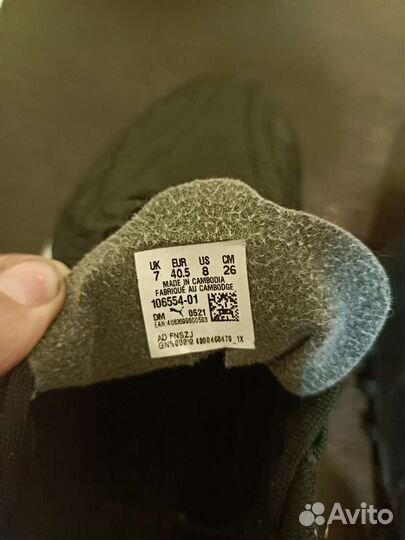 UK EUR US CM
7 40.5 8 26
MADE IN CAMBODIA
FABRIQUÉ AU CAMBODGE
106554-01
DM 0521
AD FNSZJ
Avito